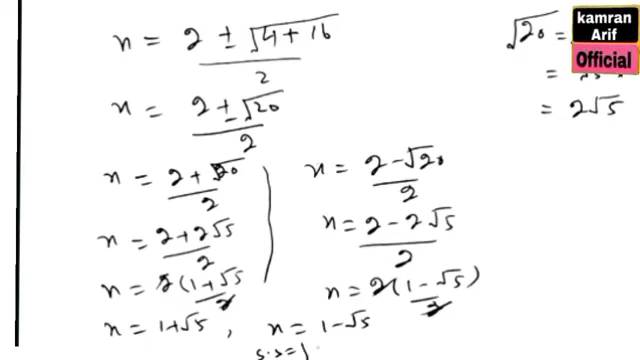 n = 2 ± √4 + 16 / 2
n = 2 ± √20 / 2
n = 2 + √20 / 2
n = 2 + 2√5 / 2
n = 2 (1 + √5 / 2
n = 1 + √5 , n = 1 - √5
n = 2 - √20 / 2
n = 2 - 2√5 / 2
n = 2 (1 - √5) / 2
s.s = {
√20 =
=
= 2√5
kamran
Arif
Official